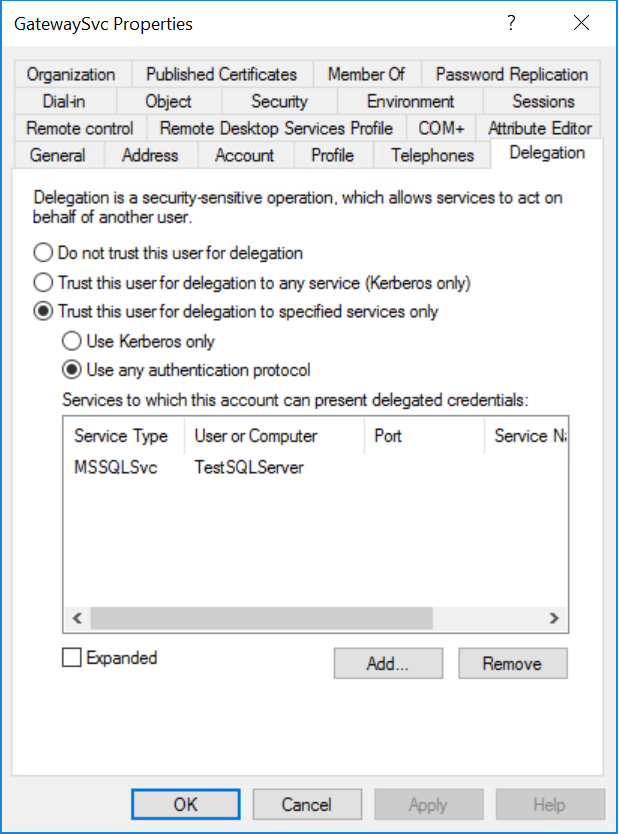 GatewaySvc Properties ?
Organization Published Certificates Member Of Password Replication
Dial-in Object Security Environment Sessions
Remote control Remote Desktop Services Profile COM+ Attribute Editor
General Address Account Profile Telephones Delegation
Delegation is a security-sensitive operation, which allows services to act on
behalf of another user.
Do not trust this user for delegation
Trust this user for delegation to any service (Kerberos only)
Trust this user for delegation to specified services only
Use Kerberos only
Use any authentication protocol
Services to which this account can present delegated credentials:
Service Type User or Computer Port Service
MSSQLSvc TestSQLServer
Expanded Add... Remove
OK Cancel Apply Help